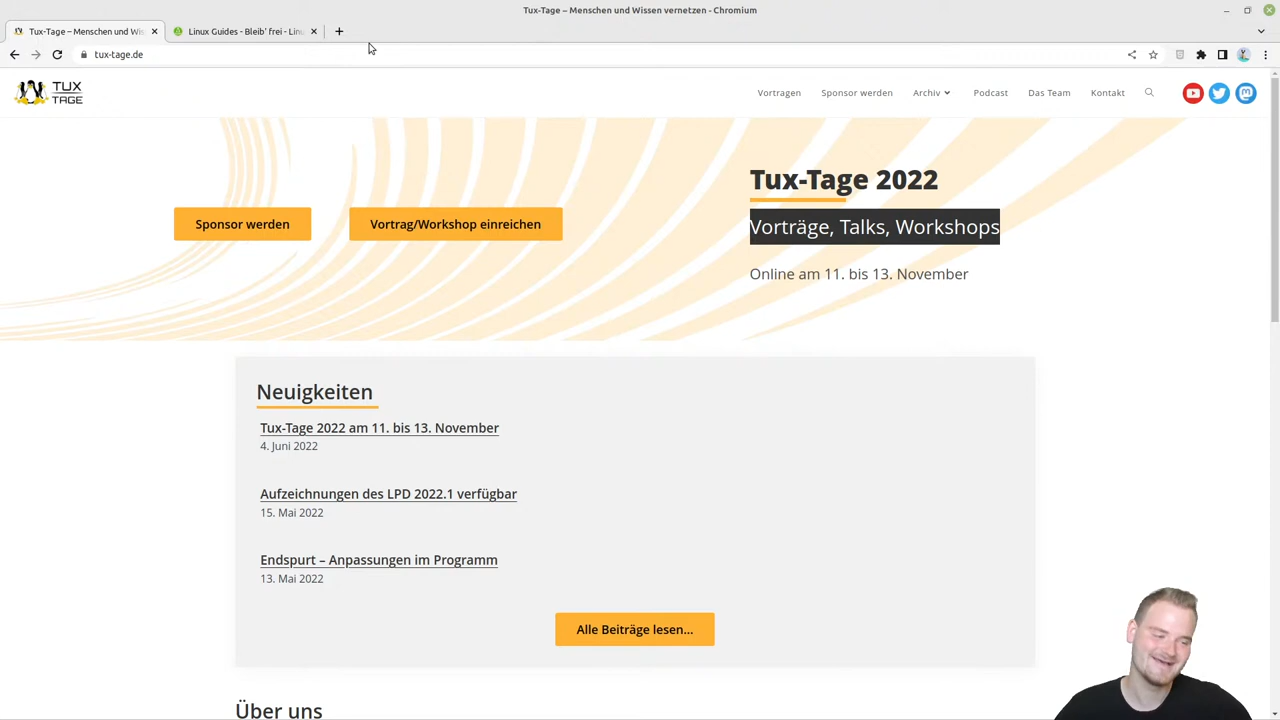 Tux-Tage – Menschen und Wissen vernetzen - Chromium
Tux-Tage – Menschen und Wis
Linux Guides - Bleib' frei - Linu
tux-tage.de
TUX
TAGE
Vortragen
Sponsor werden
Archiv
Podcast
Das Team
Kontakt
Sponsor werden
Vortrag/Workshop einreichen
Tux-Tage 2022
Vorträge, Talks, Workshops
Online am 11. bis 13. November
Neuigkeiten
Tux-Tage 2022 am 11. bis 13. November
4. Juni 2022
Aufzeichnungen des LPD 2022.1 verfügbar
15. Mai 2022
Endspurt – Anpassungen im Programm
13. Mai 2022
Alle Beiträge lesen...
Über uns